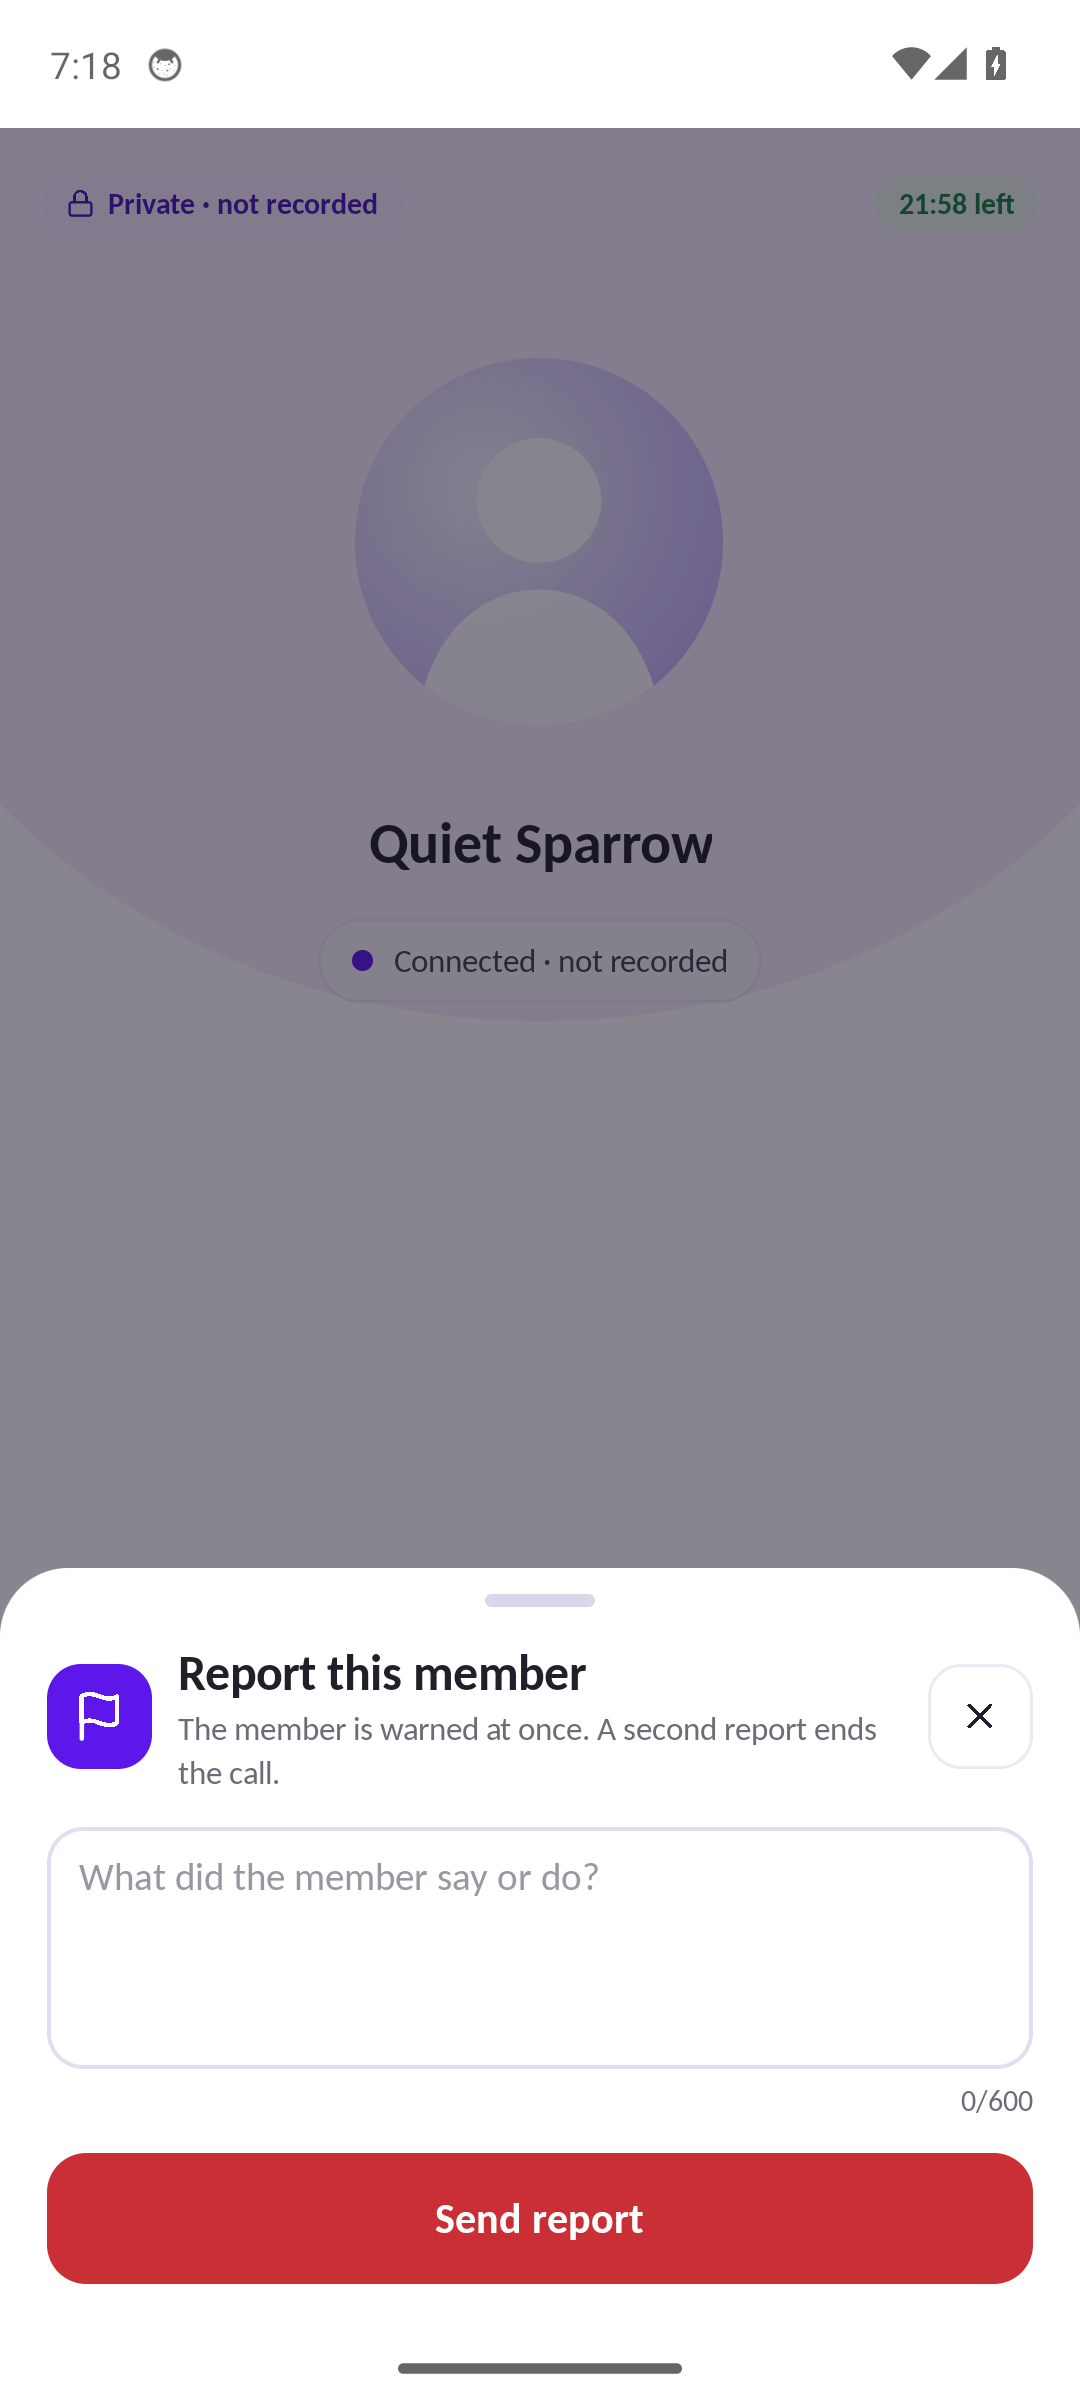 7:18
Private · not recorded
21:58 left
Quiet Sparrow
Connected · not recorded
Report this member
The member is warned at once. A second report ends
the call.
What did the member say or do?
0/600
Send report